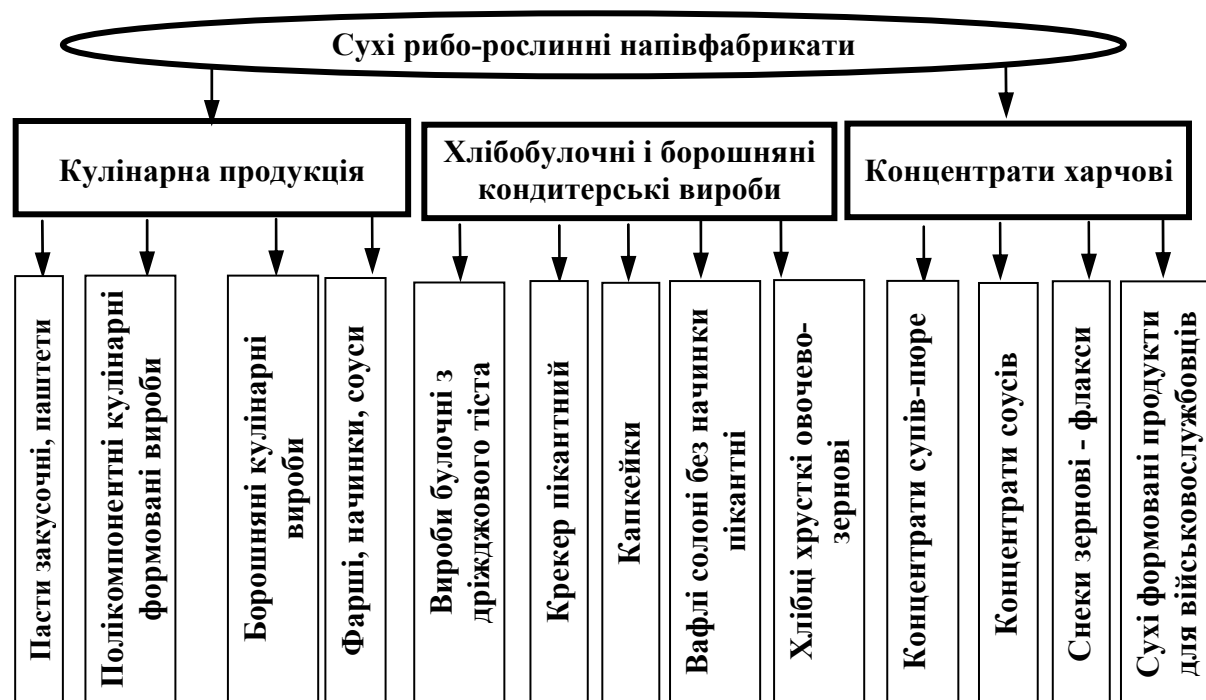 Сухі рибо-рослинні напівфабрикати
Кулінарна продукція
Хлібобулочні і борошняні
кондитерські вироби
Концентрати харчові
Пасти закусочні, паштети
Полікомпонентні кулінарні
формовані вироби
Борошняні кулінарні
вироби
Фарші, начинки, соуси
Вироби булочні з
дріжджового тіста
Крекер пікантний
Капкейки
Вафлі солоні без начинки
пікантні
Хлібці хрусткі овочево-
зернові
Концентрати супів-пюре
Концентрати соусів
Снеки зернові - флакси
Сухі формовані продукти
для військовослужбовців